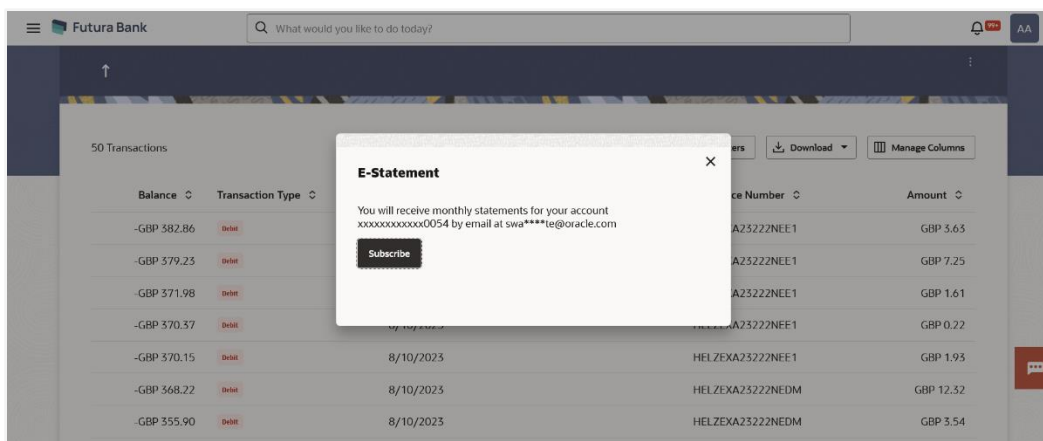 Futura Bank What would you like to do today? 99+ AA
50 Transactions Download Manage Columns
E-Statement
You will receive monthly statements for your account
xxxxxxxxxxxx0054 by email at swa****te@oracle.com
Subscribe
Balance Transaction Type ce Number Amount
-GBP 382.86 Debit A23222NEE1 GBP 3.63
-GBP 379.23 Debit A23222NEE1 GBP 7.25
-GBP 371.98 Debit A23222NEE1 GBP 1.61
-GBP 370.37 Debit A23222NEE1 GBP 0.22
-GBP 370.15 Debit 8/10/2023 HELZEXA23222NEE1 GBP 1.93
-GBP 368.22 Debit 8/10/2023 HELZEXA23222NEDM GBP 12.32
-GBP 355.90 Debit 8/10/2023 HELZEXA23222NEDM GBP 3.54